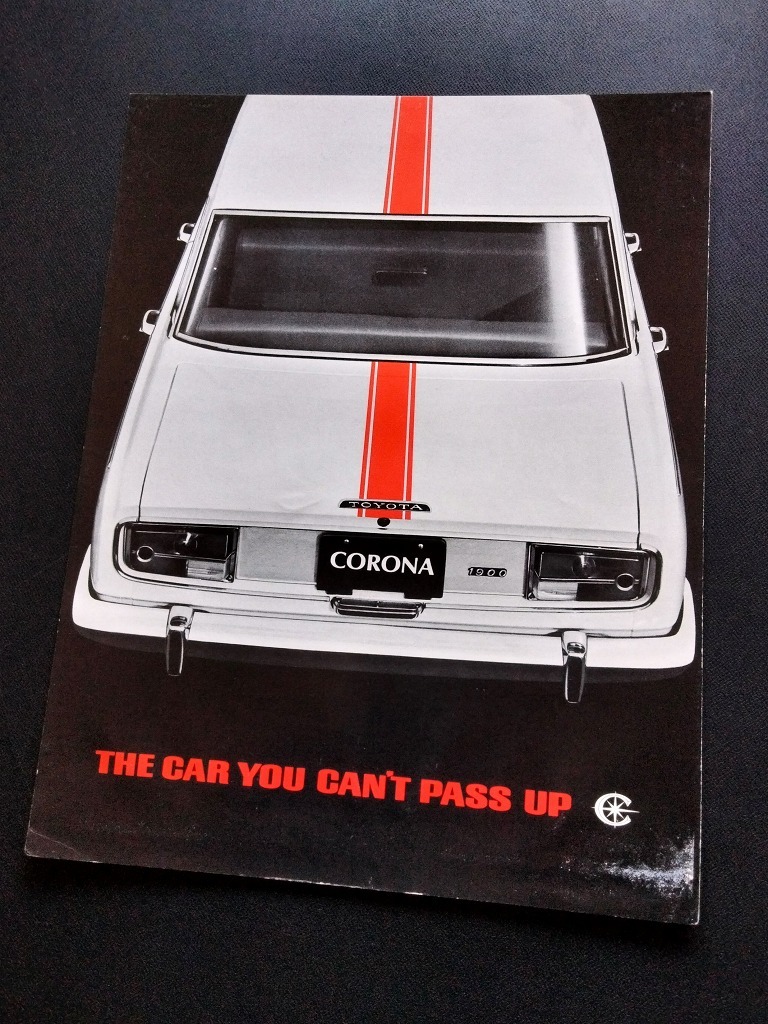 TOYOTA
CORONA
1900
THE CAR YOU CAN'T PASS UP
C